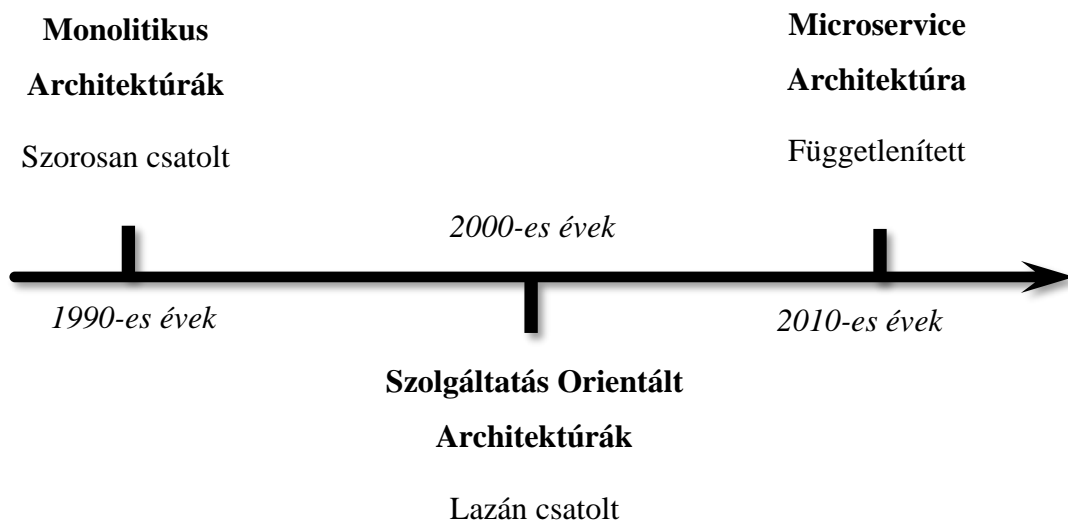 Monolitikus
Architektúrák
Szorosan csatolt
Microservice
Architektúra
Függetlenített
2000-es évek
1990-es évek
2010-es évek
Szolgáltatás Orientált
Architektúrák
Lazán csatolt